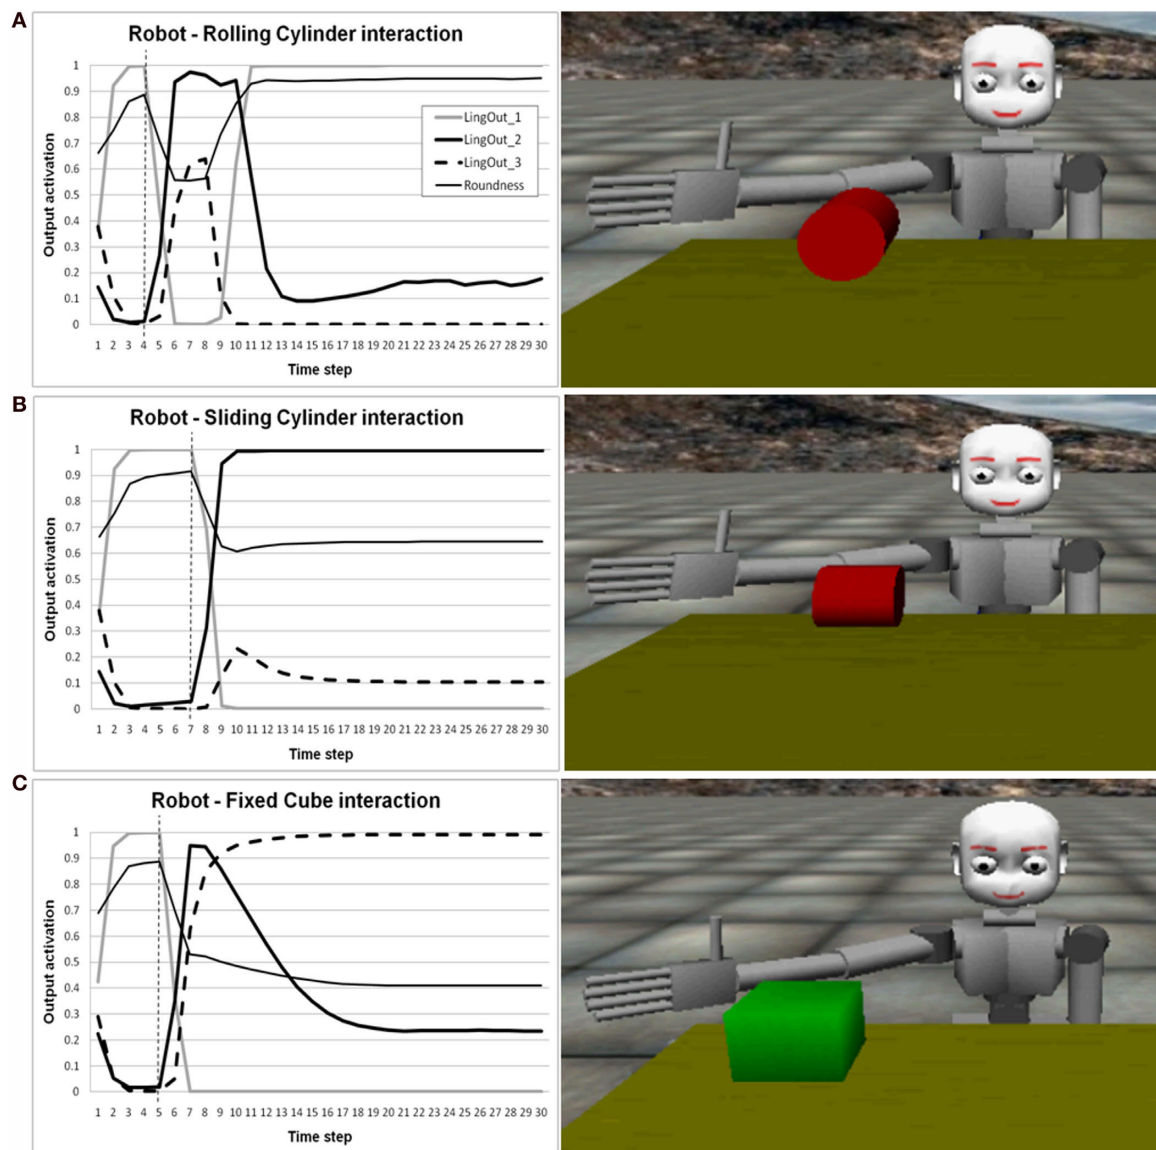 A
Robot - Rolling Cylinder interaction
Output activation
1
0.9
0.8
0.7
0.6
0.5
0.4
0.3
0.2
0.1
0
LingOut_1
LingOut_2
LingOut_3
Roundness
1 2 3 4 5 6 7 8 9 10 11 12 13 14 15 16 17 18 19 20 21 22 23 24 25 26 27 28 29 30
Time step
B
Robot - Sliding Cylinder interaction
Output activation
1
0.9
0.8
0.7
0.6
0.5
0.4
0.3
0.2
0.1
0
1 2 3 4 5 6 7 8 9 10 11 12 13 14 15 16 17 18 19 20 21 22 23 24 25 26 27 28 29 30
Time step
C
Robot - Fixed Cube interaction
Output activation
1
0.9
0.8
0.7
0.6
0.5
0.4
0.3
0.2
0.1
0
1 2 3 4 5 6 7 8 9 10 11 12 13 14 15 16 17 18 19 20 21 22 23 24 25 26 27 28 29 30
Time step